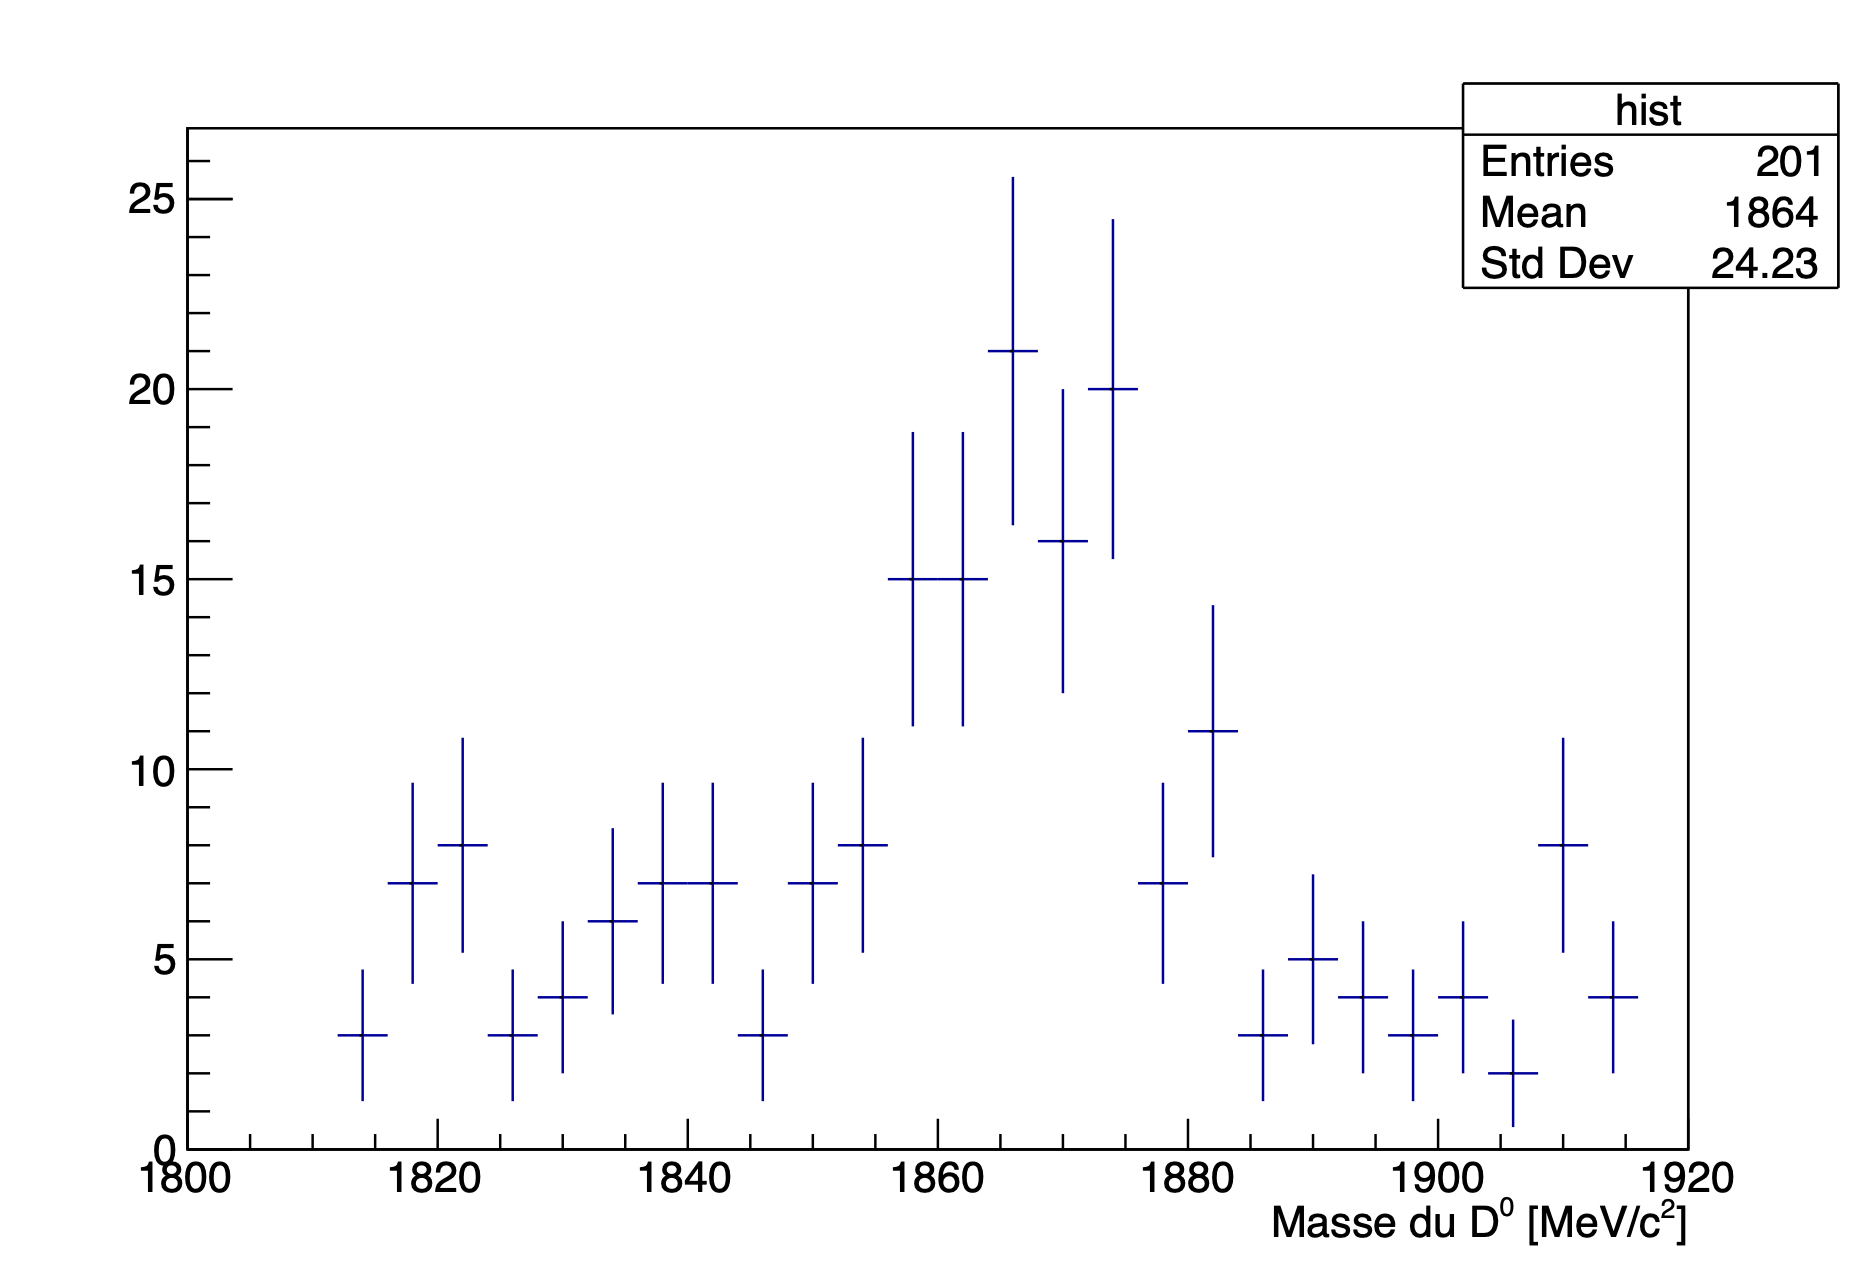 hist
Entries 201
Mean 1864
Std Dev 24.23
25
20
15
10
5
0
1800 1820 1840 1860 1880 1900 1920
Masse du D⁰ [MeV/c²]